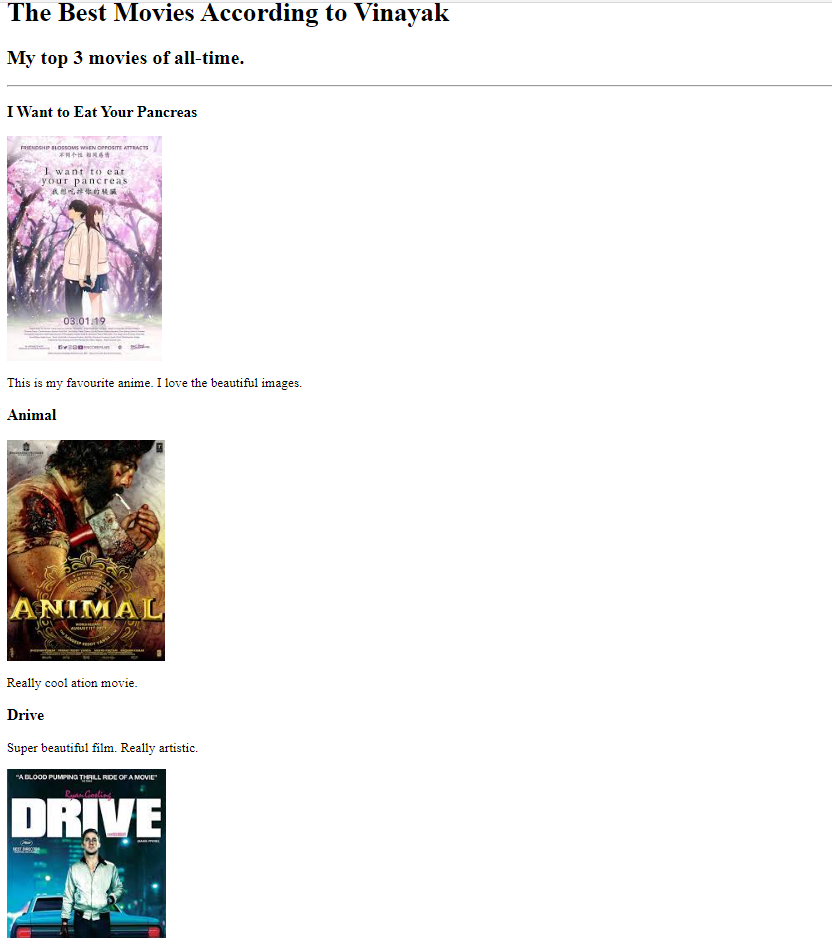 The Best Movies According to Vinayak
My top 3 movies of all-time.
I Want to Eat Your Pancreas
FRIENDSHIP BLOSSOMS WHEN OPPOSITE ATTRACTS
I want to eat
your pancreas
03.01.19
This is my favourite anime. I love the beautiful images.
Animal
ANIMAL
Really cool ation movie.
Drive
Super beautiful film. Really artistic.
"A BLOOD PUMPING THRILL RIDE OF A MOVIE"
Ryan Gosling
DRIVE